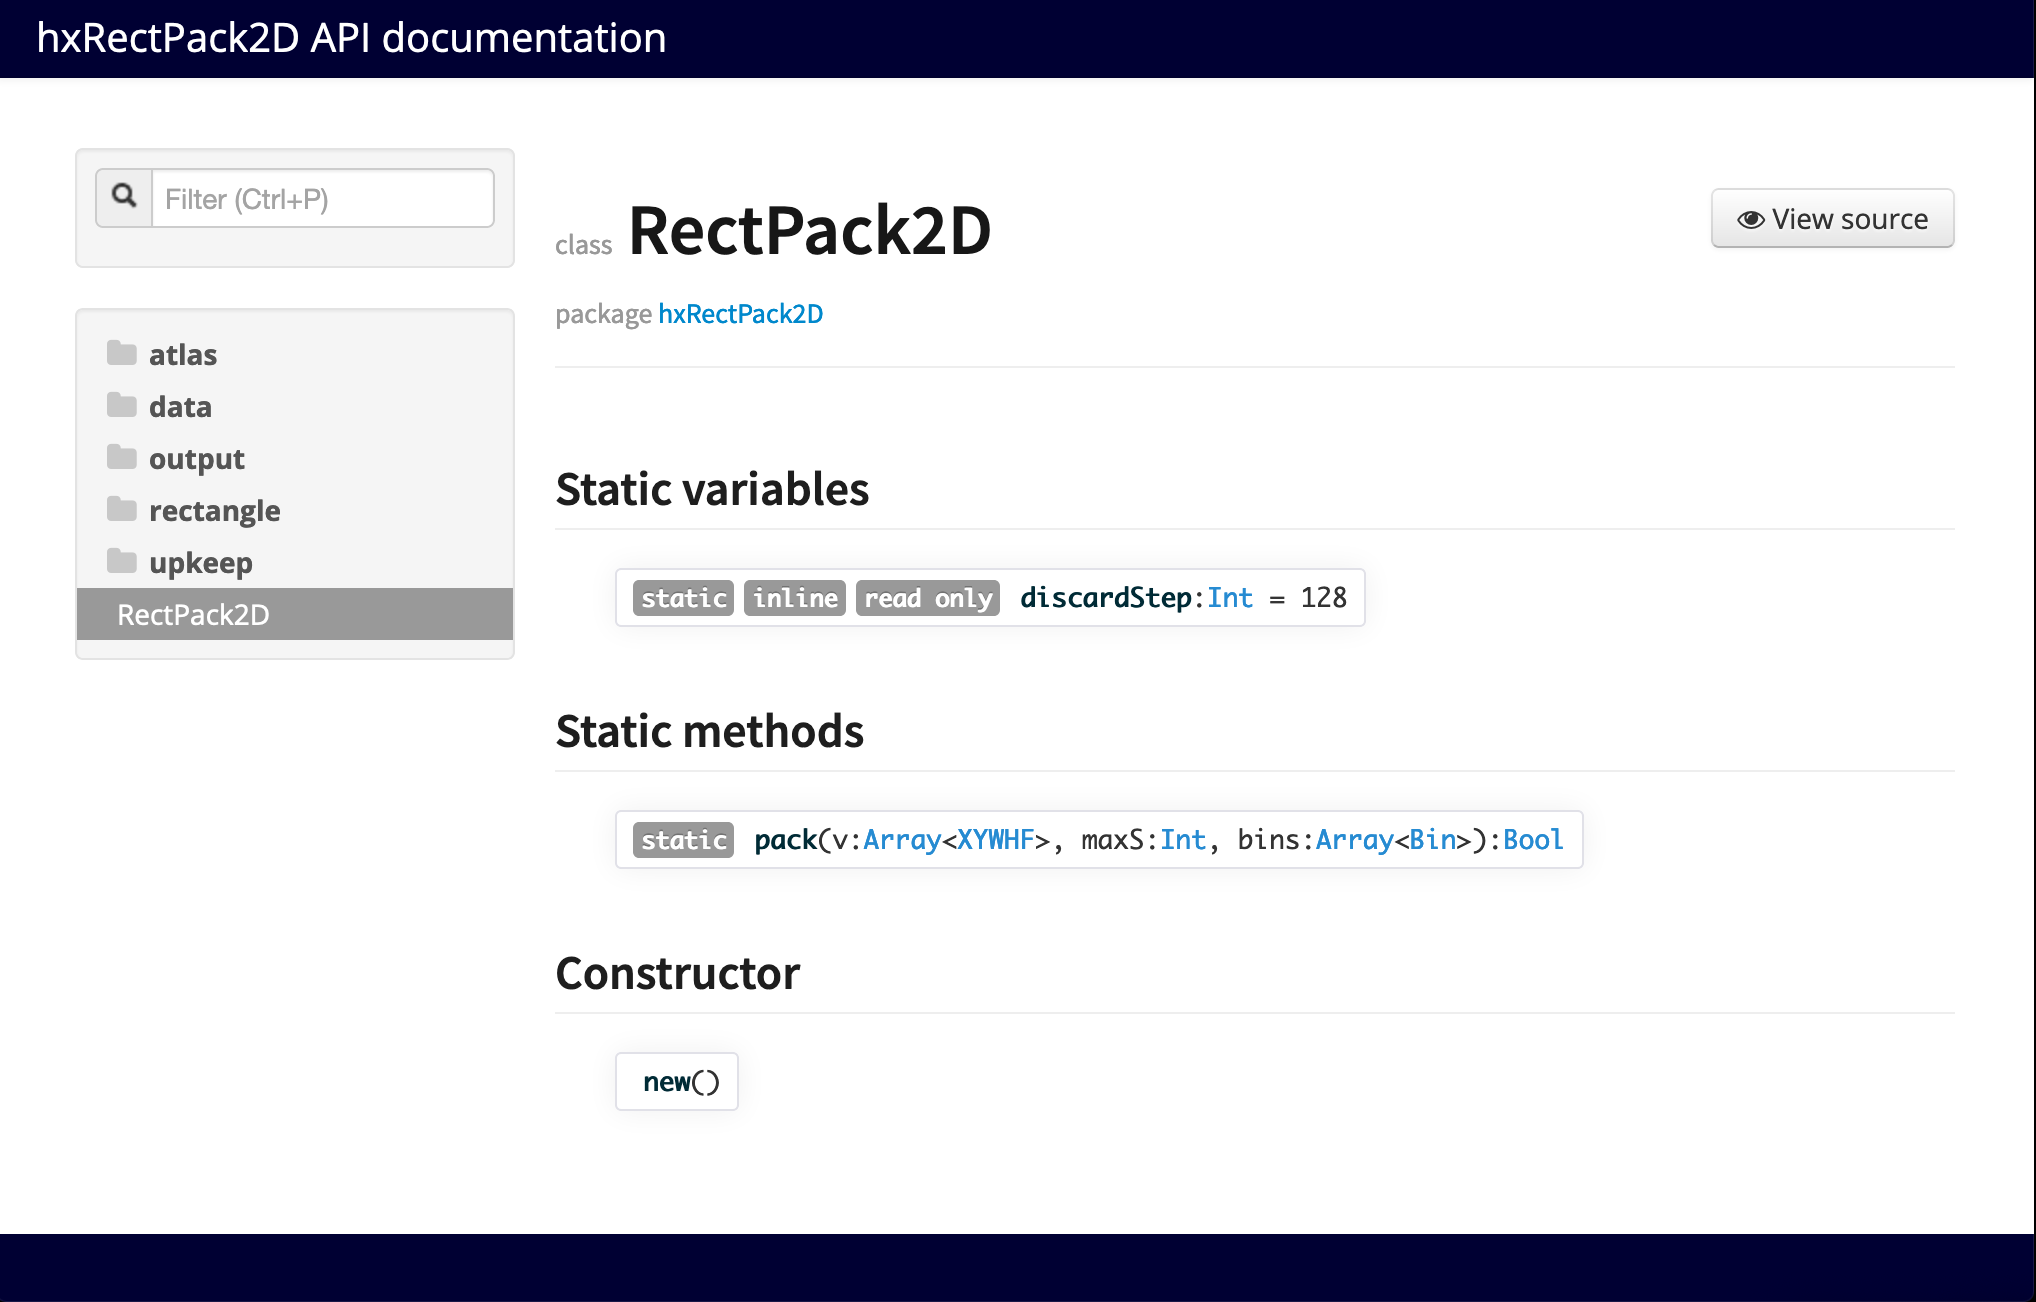 hxRectPack2D API documentation
Filter (Ctrl+P)
atlas
data
output
rectangle
upkeep
RectPack2D
class RectPack2D
View source
package hxRectPack2D
Static variables
static inline read only discardStep:Int = 128
Static methods
static pack(v:Array<XYWHF>, maxS:Int, bins:Array<Bin>):Bool
Constructor
new()